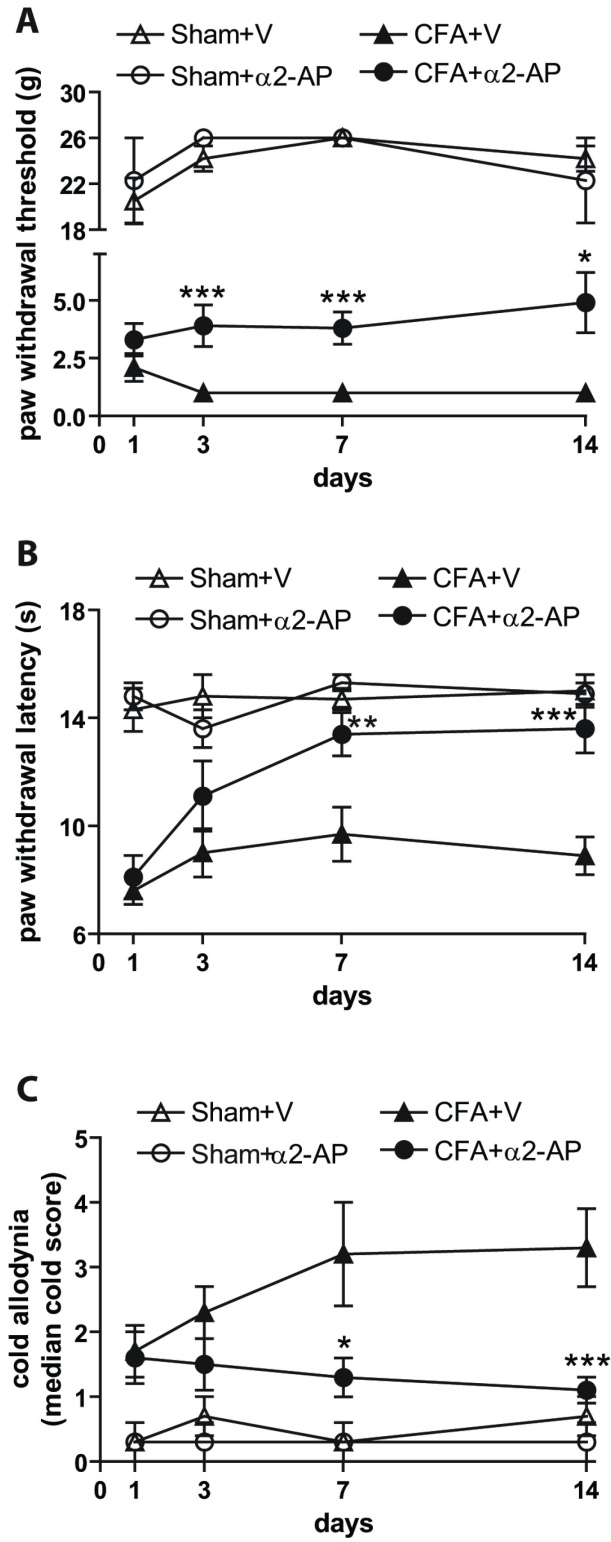 A
Sham+V CFA+V
Sham+α2-AP CFA+α2-AP
paw withdrawal threshold (g)
30
26
22
18
5.0
2.5
0.0
*** *** *
0 1 3 7 14
days
B
Sham+V CFA+V
Sham+α2-AP CFA+α2-AP
paw withdrawal latency (s)
18
14
10
6
** ***
0 1 3 7 14
days
C
Sham+V CFA+V
Sham+α2-AP CFA+α2-AP
cold allodynia
(median cold score)
5
4
3
2
1
0
* ***
0 1 3 7 14
days